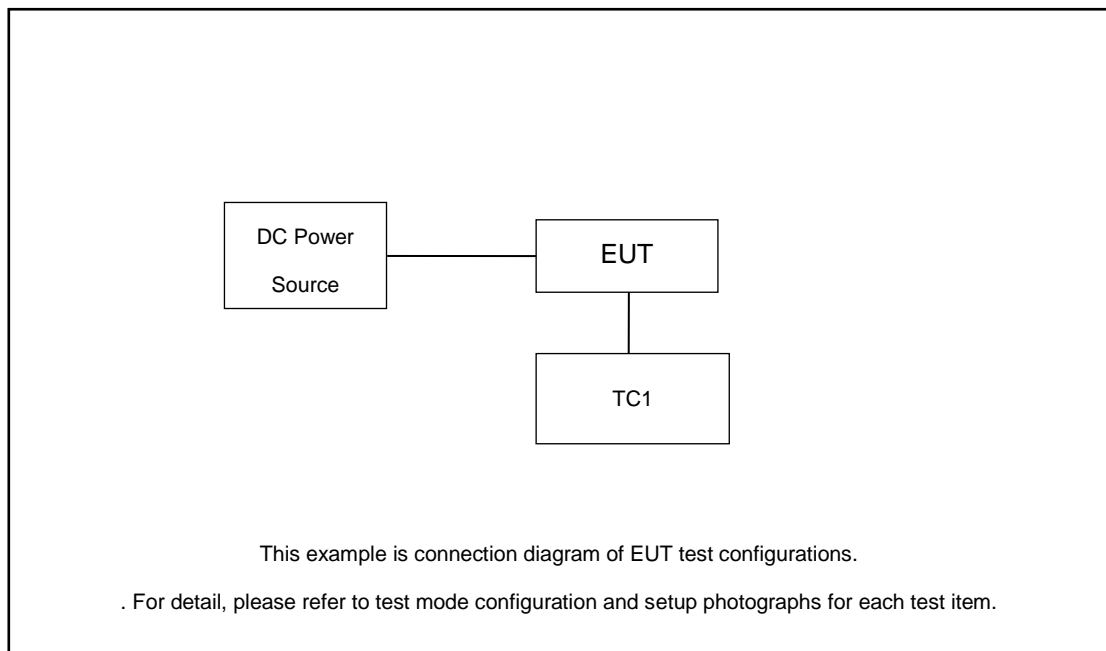 DC Power
Source
EUT
TC1
This example is connection diagram of EUT test configurations.
. For detail, please refer to test mode configuration and setup photographs for each test item.